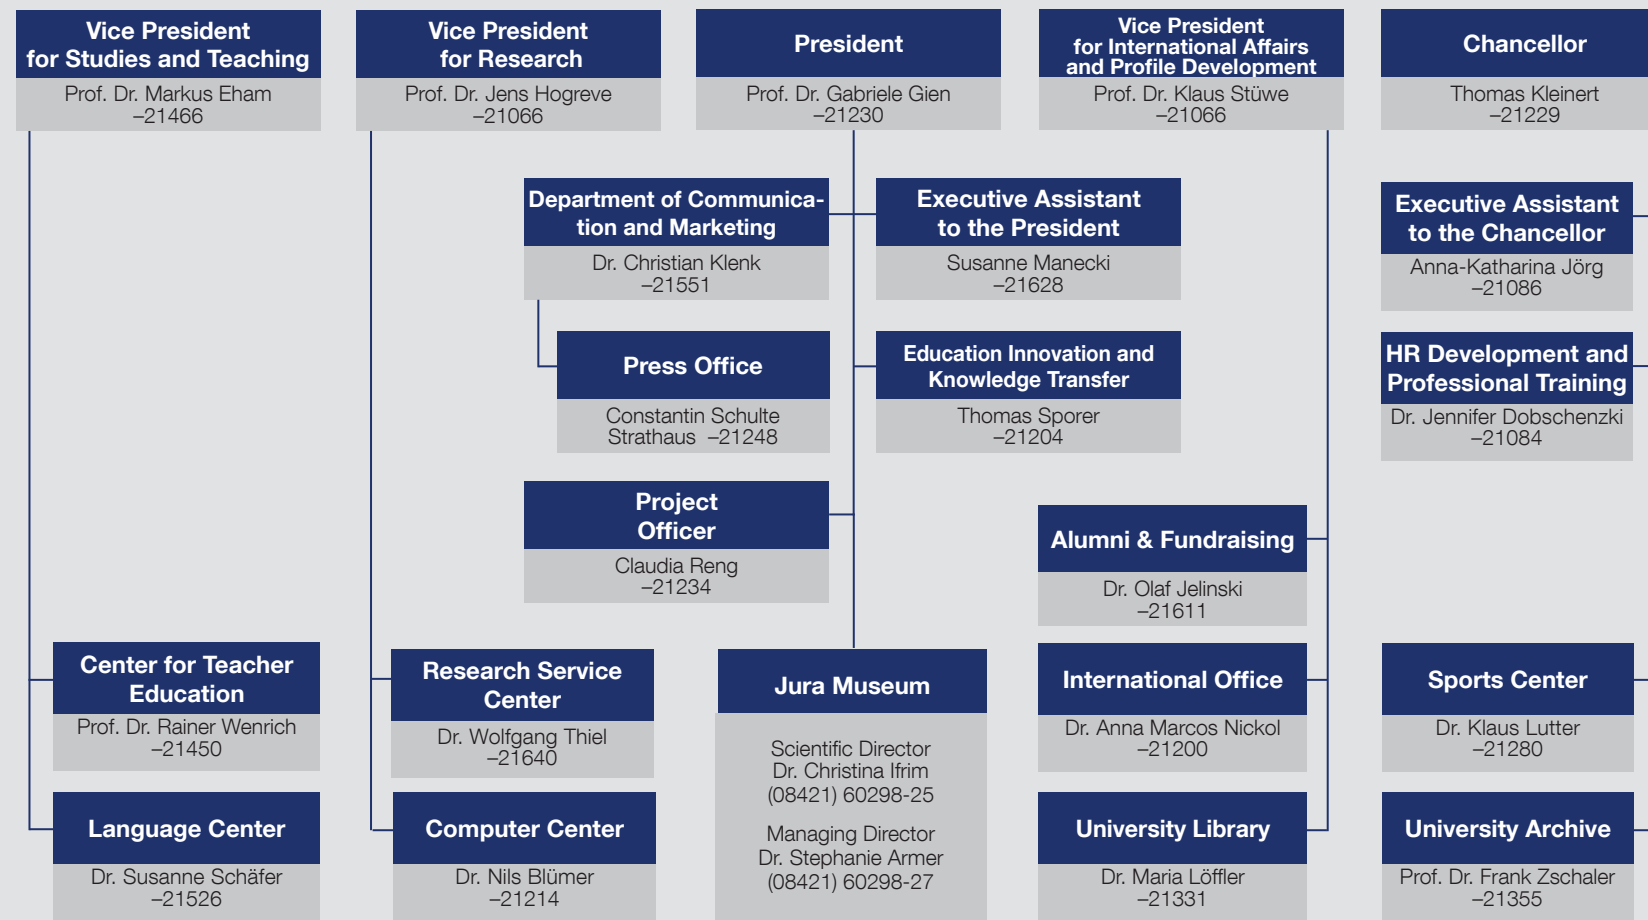 Vice President
for Studies and Teaching
Prof. Dr. Markus Eham
–21466
Vice President
for Research
Prof. Dr. Jens Hogreve
–21066
President
Prof. Dr. Gabriele Gien
–21230
Vice President
for International Affairs
and Profile Development
Prof. Dr. Klaus Stüwe
–21066
Chancellor
Thomas Kleinert
–21229
Department of Communica-
tion and Marketing
Dr. Christian Klenk
–21551
Executive Assistant
to the President
Susanne Manecki
–21628
Executive Assistant
to the Chancellor
Anna-Katharina Jörg
–21086
Press Office
Constantin Schulte
Strathaus –21248
Education Innovation and
Knowledge Transfer
Thomas Sporer
–21204
HR Development and
Professional Training
Dr. Jennifer Dobschenzki
–21084
Project
Officer
Claudia Reng
–21234
Alumni & Fundraising
Dr. Olaf Jelinski
–21611
Center for Teacher
Education
Prof. Dr. Rainer Wenrich
–21450
Research Service
Center
Dr. Wolfgang Thiel
–21640
Jura Museum
Scientific Director
Dr. Christina Ifrim
(08421) 60298-25
Managing Director
Dr. Stephanie Armer
(08421) 60298-27
International Office
Dr. Anna Marcos Nickol
–21200
Sports Center
Dr. Klaus Lutter
–21280
Language Center
Dr. Susanne Schäfer
–21526
Computer Center
Dr. Nils Blümer
–21214
University Library
Dr. Maria Löffler
–21331
University Archive
Prof. Dr. Frank Zschaler
–21355